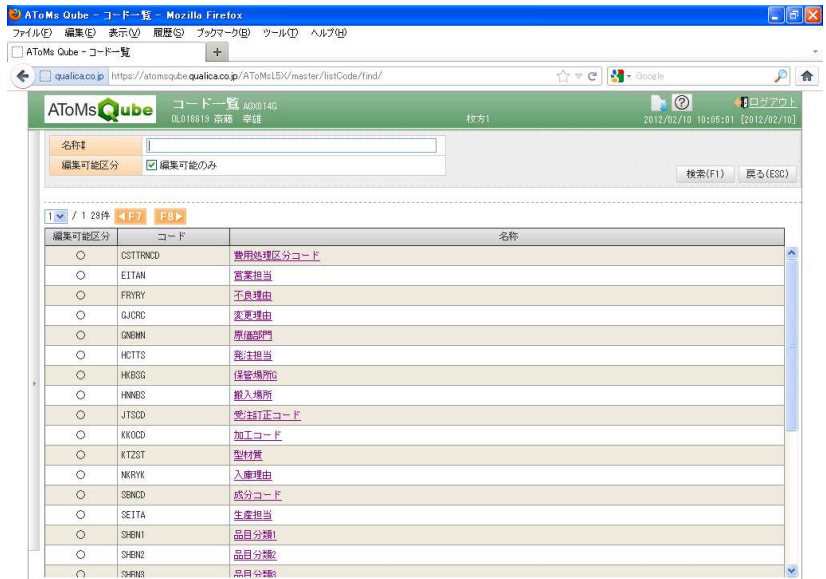 AToMs Qube - コード一覧 - Mozilla Firefox
ファイル(F) 編集(E) 表示(V) 履歴(S) ブックマーク(B) ツール(T) ヘルプ(H)
AToMs Qube - コード一覧 +
qualica.co.jp https://atomsqube.qualica.co.jp/AToMsL5X/master/listCode/find/ Google
AToMs Qube コード一覧 AOX014G ログアウト
OL018013 斎藤 幸雄 枚方1 2012/02/10 10:05:01 [2012/02/10]
名称‡
編集可能区分 編集可能のみ
検索(F1) 戻る(ESC)
1 / 1 29件 F7 F8
編集可能区分 コード 名称
○ CSTTRNCD 費用処理区分コード
○ EITAN 営業担当
○ FRYRY 不良理由
○ GJCRC 変更理由
○ GNBMN 原価部門
○ HCTTS 発注担当
○ HKBSG 保管場所G
○ HNNBS 搬入場所
○ JTSCD 受注訂正コード
○ KKOCD 加工コード
○ KTZST 型材質
○ NKRYK 入庫理由
○ SBNCD 成分コード
○ SEITA 生産担当
○ SHBN1 品目分類1
○ SHBN2 品目分類2
○ SHBN3 品目分類3